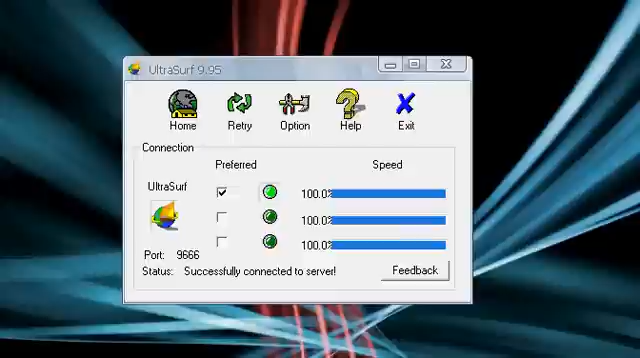 UltraSurf 9.95
Home Retry Option Help Exit
Connection
Preferred Speed
UltraSurf
100.0%
100.0%
100.0%
Port: 9666
Status: Successfully connected to server!
Feedback